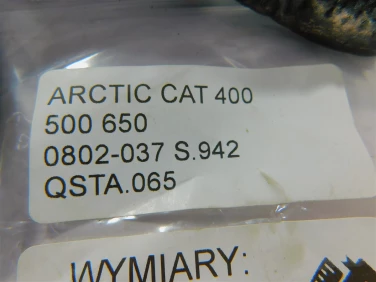 ARCTIC CAT 400
500 650
0802-037 S.942
QSTA.065
WYMIARY: